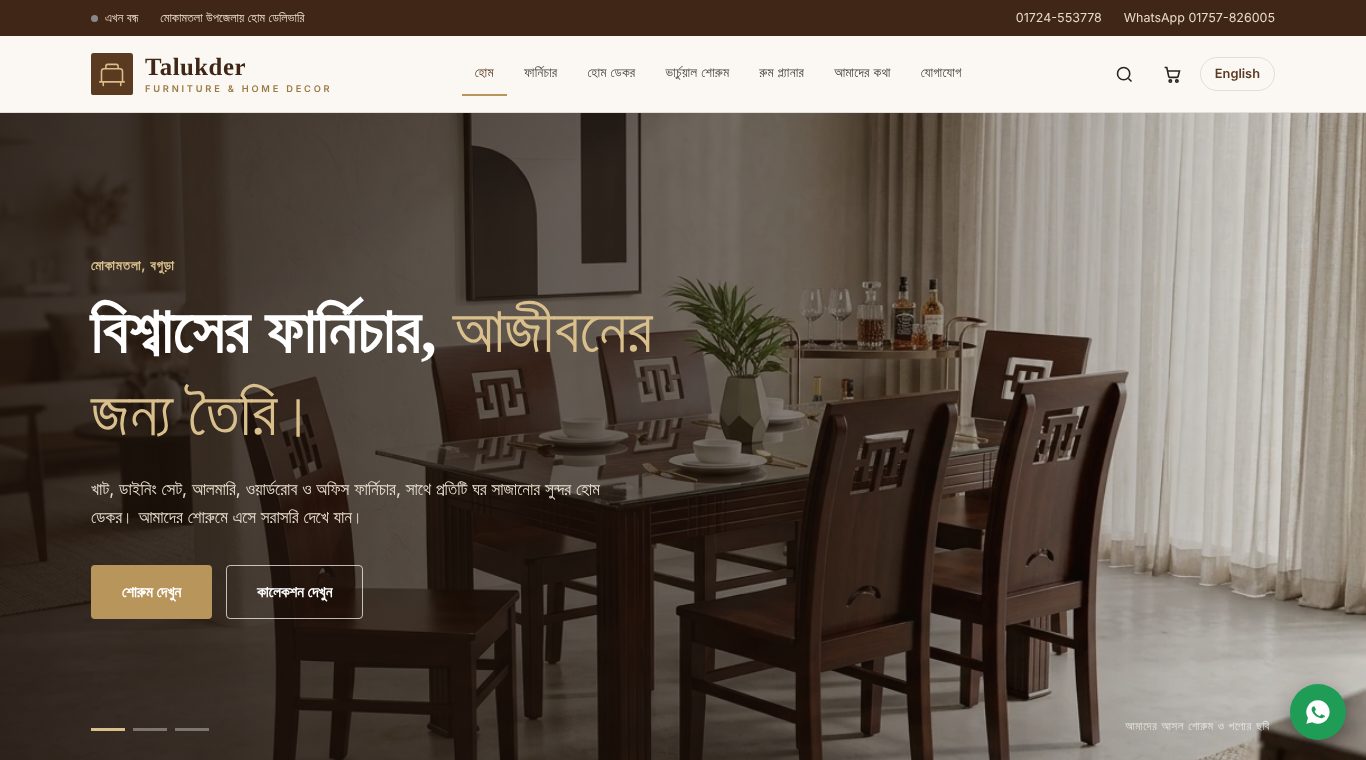 এখন বন্ধ
মোকামতলা উপজেলায় হোম ডেলিভারি
01724-553778
WhatsApp 01757-826005
Talukder
FURNITURE & HOME DECOR
হোম
ফার্নিচার
হোম ডেকর
ভার্চুয়াল শোরুম
রুম প্ল্যানার
আমাদের কথা
যোগাযোগ
English
মোকামতলা, বগুড়া
বিশ্বাসের ফার্নিচার, আজীবনের
জন্য তৈরি।
খাট, ডাইনিং সেট, আলমারি, ওয়ার্ডরোব ও অফিস ফার্নিচার, সাথে প্রতিটি ঘর সাজানোর সুন্দর হোম
ডেকর। আমাদের শোরুমে এসে সরাসরি দেখে যান।
শোরুম দেখুন
কালেকশন দেখুন
আমাদের আসল শোরুম ও পণ্যের ছবি